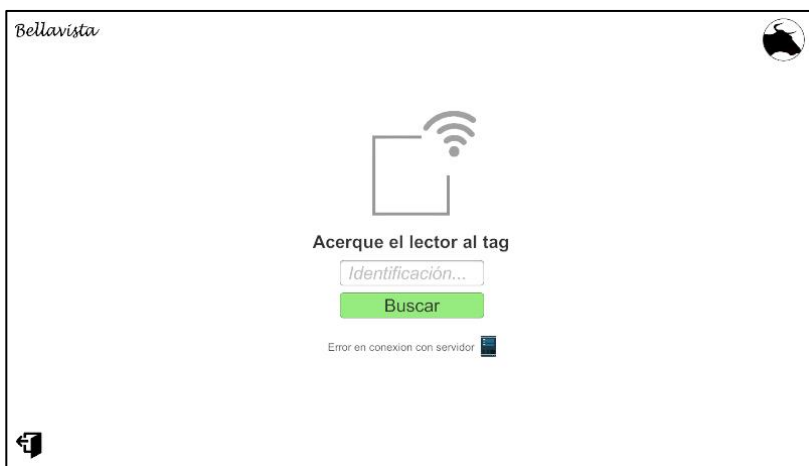 Bellavista
Acerque el lector al tag
Identificación...
Buscar
Error en conexion con servidor